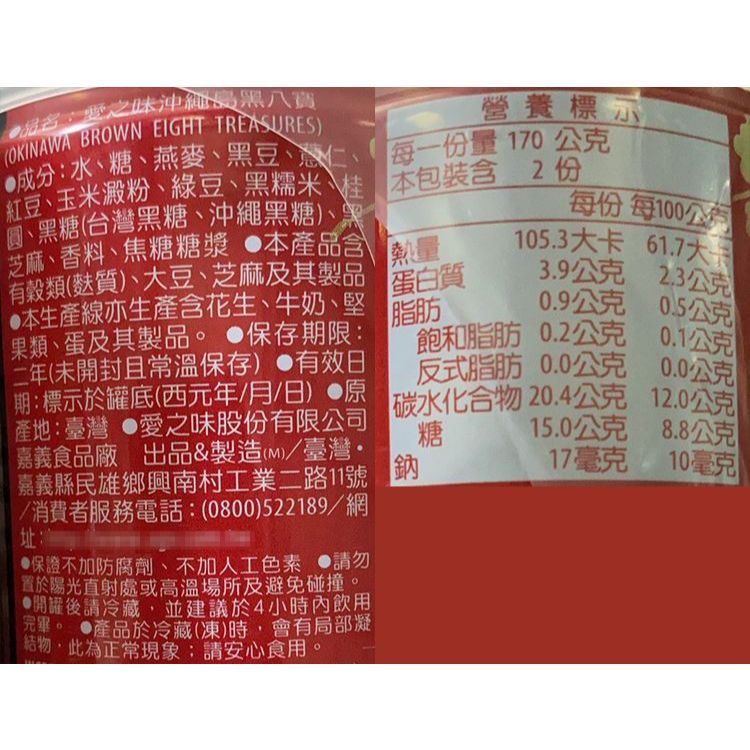 ●品名:愛之味沖繩島黑八寶
(OKINAWA BROWN EIGHT TREASURES)
●成分:水、糖、燕麥、黑豆、薏仁、
紅豆、玉米澱粉、綠豆、黑糯米、桂
圓、黑糖(台灣黑糖、沖繩黑糖)、黑
芝麻、香料、焦糖糖漿 ●本產品含
有穀類(麩質)、大豆、芝麻及其製品
●本生產線亦生產含花生、牛奶、堅
果類、蛋及其製品。 ●保存期限:
二年(未開封且常溫保存) ●有效日
期:標示於罐底(西元年/月/日) ●原
產地:臺灣 ●愛之味股份有限公司
嘉義食品廠 出品&製造(M)/臺灣‧
嘉義縣民雄鄉興南村工業二路11號
/消費者服務電話:(0800)522189/網
址:
●保證不加防腐劑、不加人工色素 ●請勿
置於陽光直射處或高溫場所及避免碰撞。
●開罐後請冷藏,並建議於4小時內飲用
完畢。 ●產品於冷藏(凍)時,會有局部凝
結物,此為正常現象;請安心食用。
營養標示
每一份量 170 公克
本包裝含 2 份
每份 每100公克
熱量 105.3大卡 61.7大卡
蛋白質 3.9公克 2.3公克
脂肪 0.9公克 0.5公克
飽和脂肪 0.2公克 0.1公克
反式脂肪 0.0公克 0.0公克
碳水化合物 20.4公克 12.0公克
糖 15.0公克 8.8公克
鈉 17毫克 10毫克